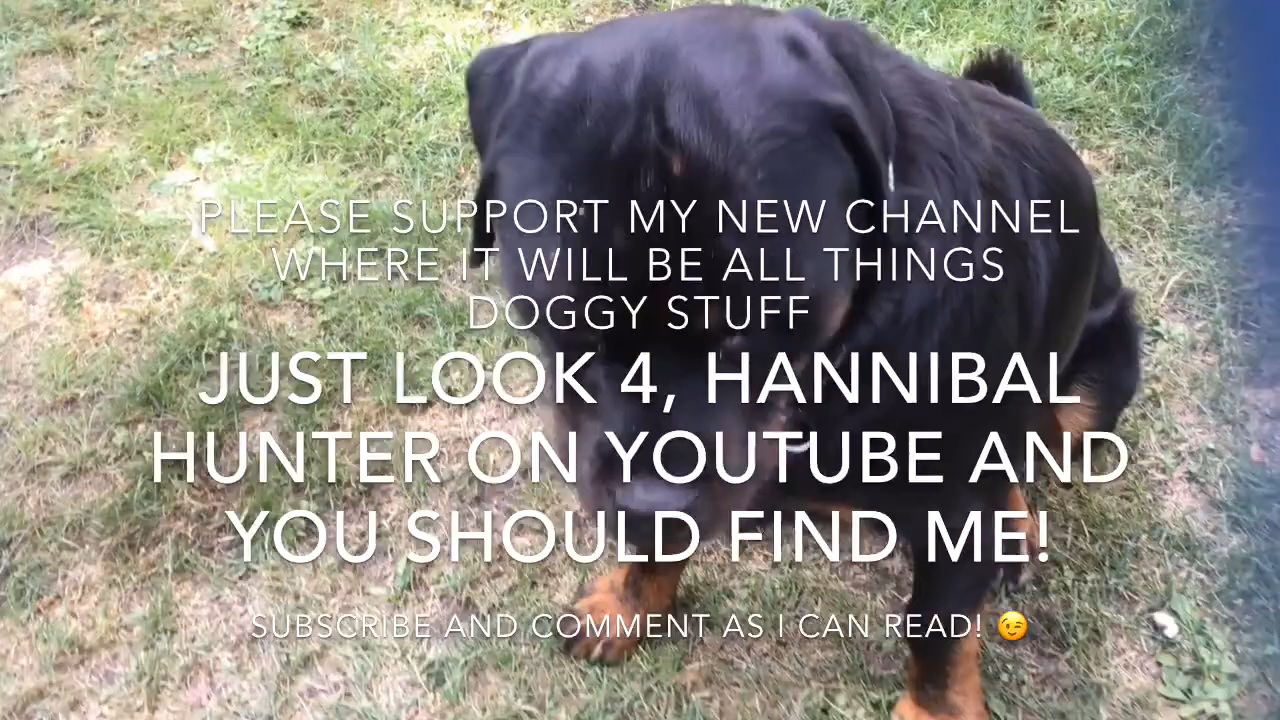 PLEASE SUPPORT MY NEW CHANNEL
WHERE IT WILL BE ALL THINGS
DOGGY STUFF
JUST LOOK 4, HANNIBAL
HUNTER ON YOUTUBE AND
YOU SHOULD FIND ME!
SUBSCRIBE AND COMMENT AS I CAN READ! 😉